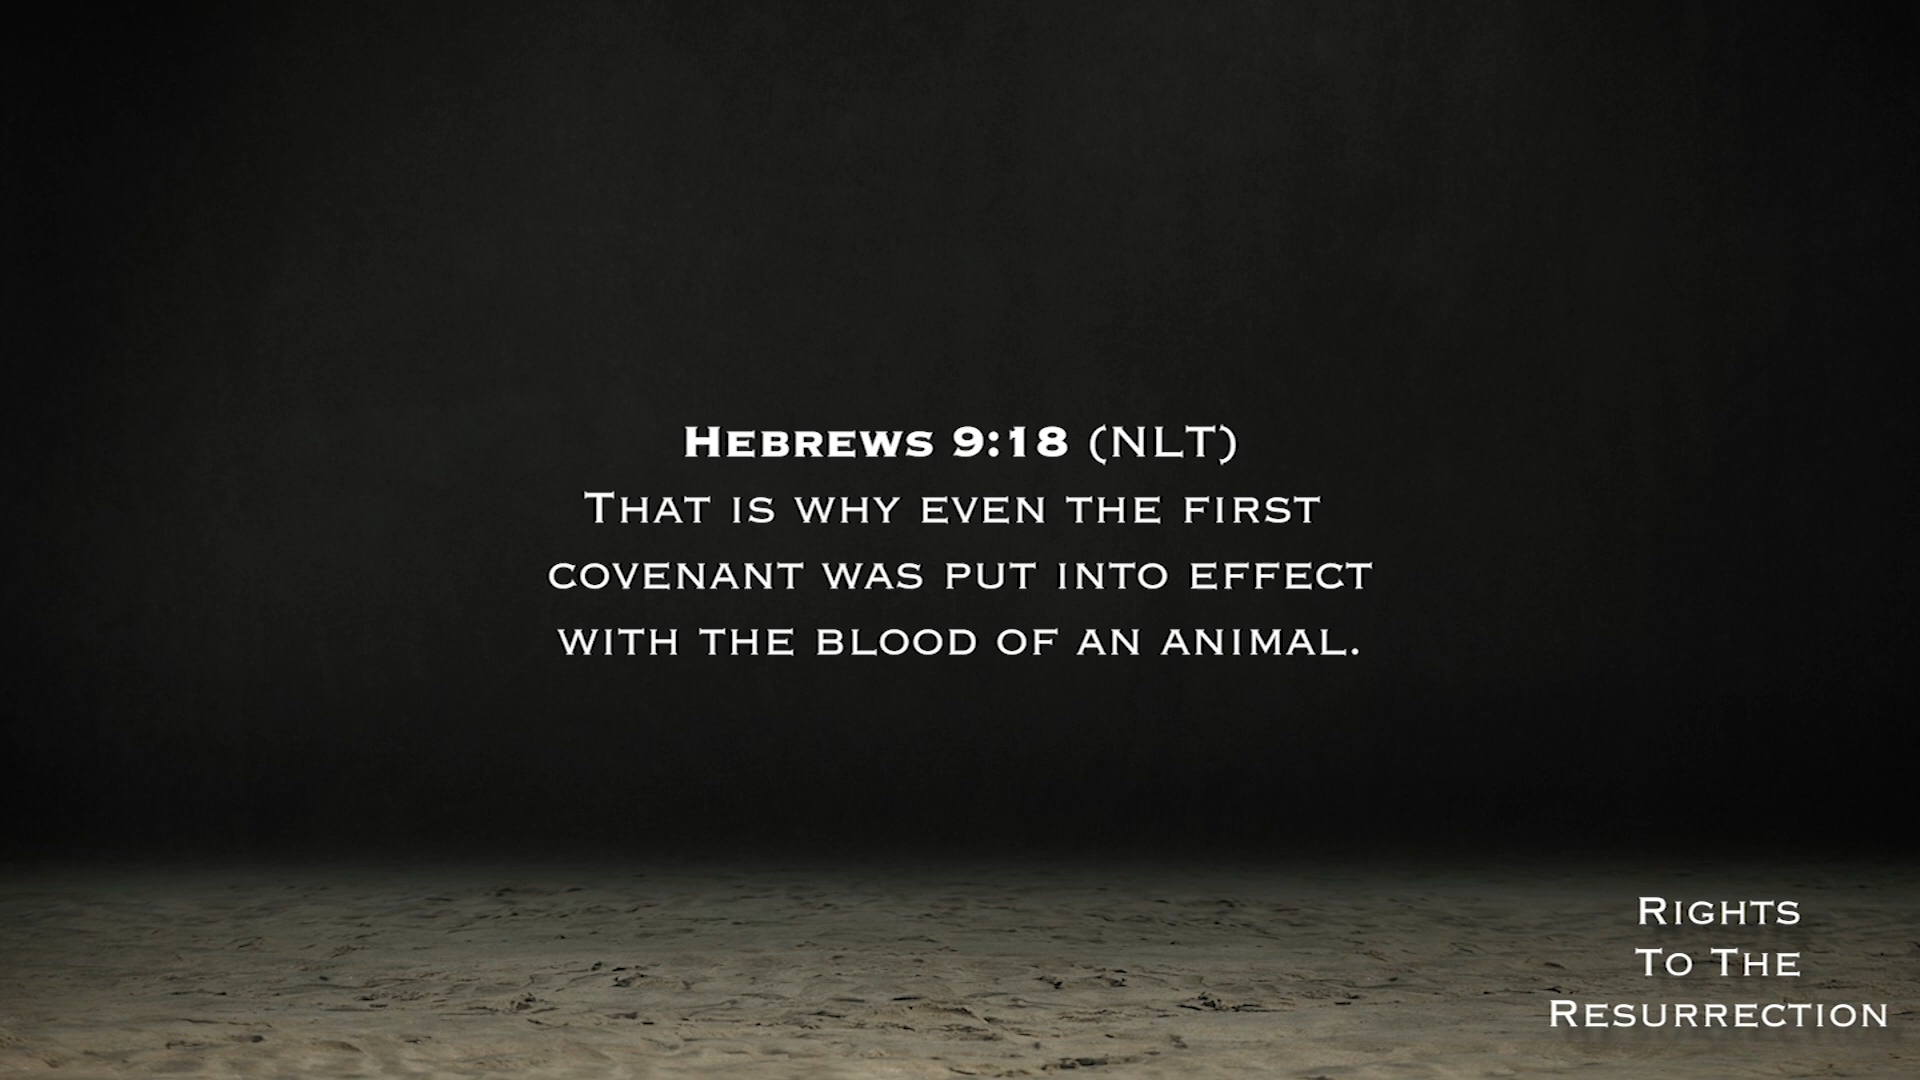 Hebrews 9:18 (NLT)
That is why even the first
covenant was put into effect
with the blood of an animal.
Rights
To The
Resurrection